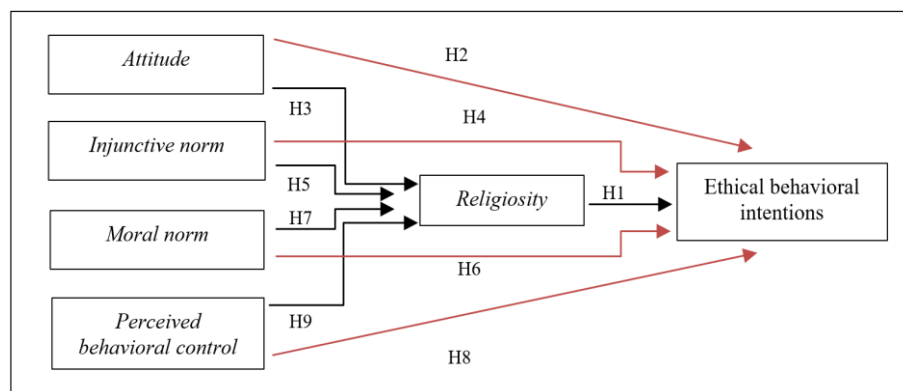 Attitude
H2
H3
H4
Injunctive norm
H5
Religiosity
H1
Ethical behavioral
intentions
H7
Moral norm
H6
Perceived
behavioral control
H9
H8